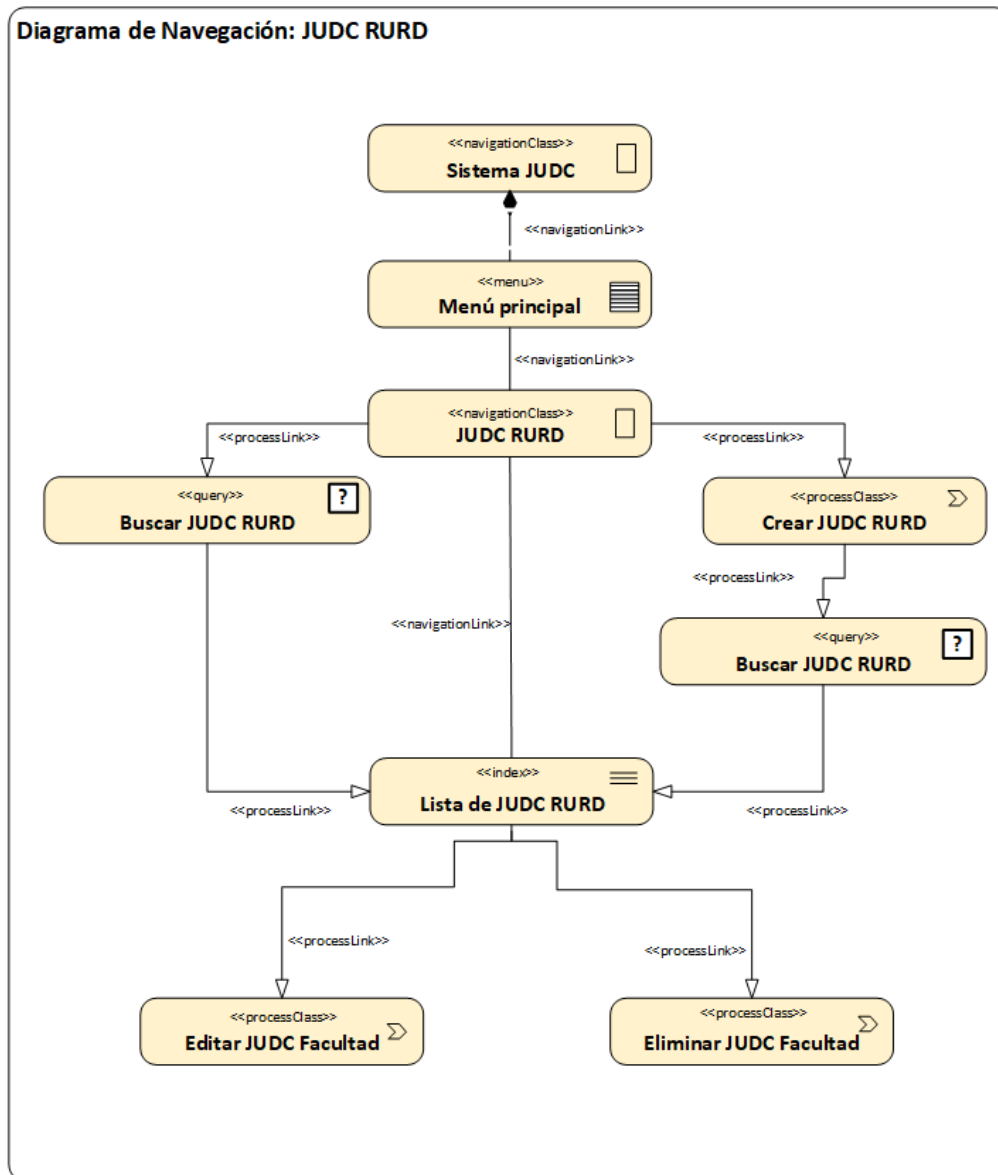 Diagrama de Navegación: JUDC RURD
<<navigationClass>>
Sistema JUDC
<<navigationLink>>
<<menu>>
Menú principal
<<navigationLink>>
<<navigationClass>>
JUDC RURD
<<processLink>>
<<processLink>>
<<query>>
?
Buscar JUDC RURD
<<processClass>>
Crear JUDC RURD
<<processLink>>
<<navigationLink>>
<<query>>
?
Buscar JUDC RURD
<<index>>
Lista de JUDC RURD
<<processLink>>
<<processLink>>
<<processLink>>
<<processLink>>
<<processClass>>
Editar JUDC Facultad
<<processClass>>
Eliminar JUDC Facultad